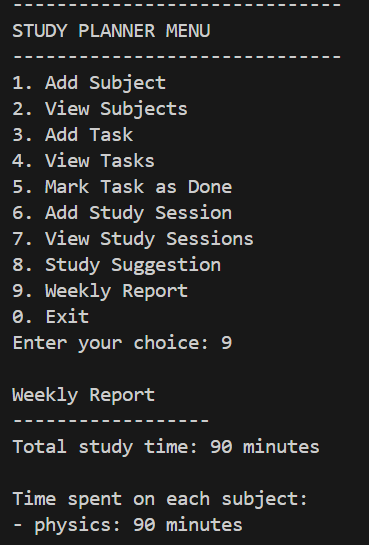 ------------------------------
STUDY PLANNER MENU
------------------------------
1. Add Subject
2. View Subjects
3. Add Task
4. View Tasks
5. Mark Task as Done
6. Add Study Session
7. View Study Sessions
8. Study Suggestion
9. Weekly Report
0. Exit
Enter your choice: 9

Weekly Report
------------------
Total study time: 90 minutes

Time spent on each subject:
- physics: 90 minutes